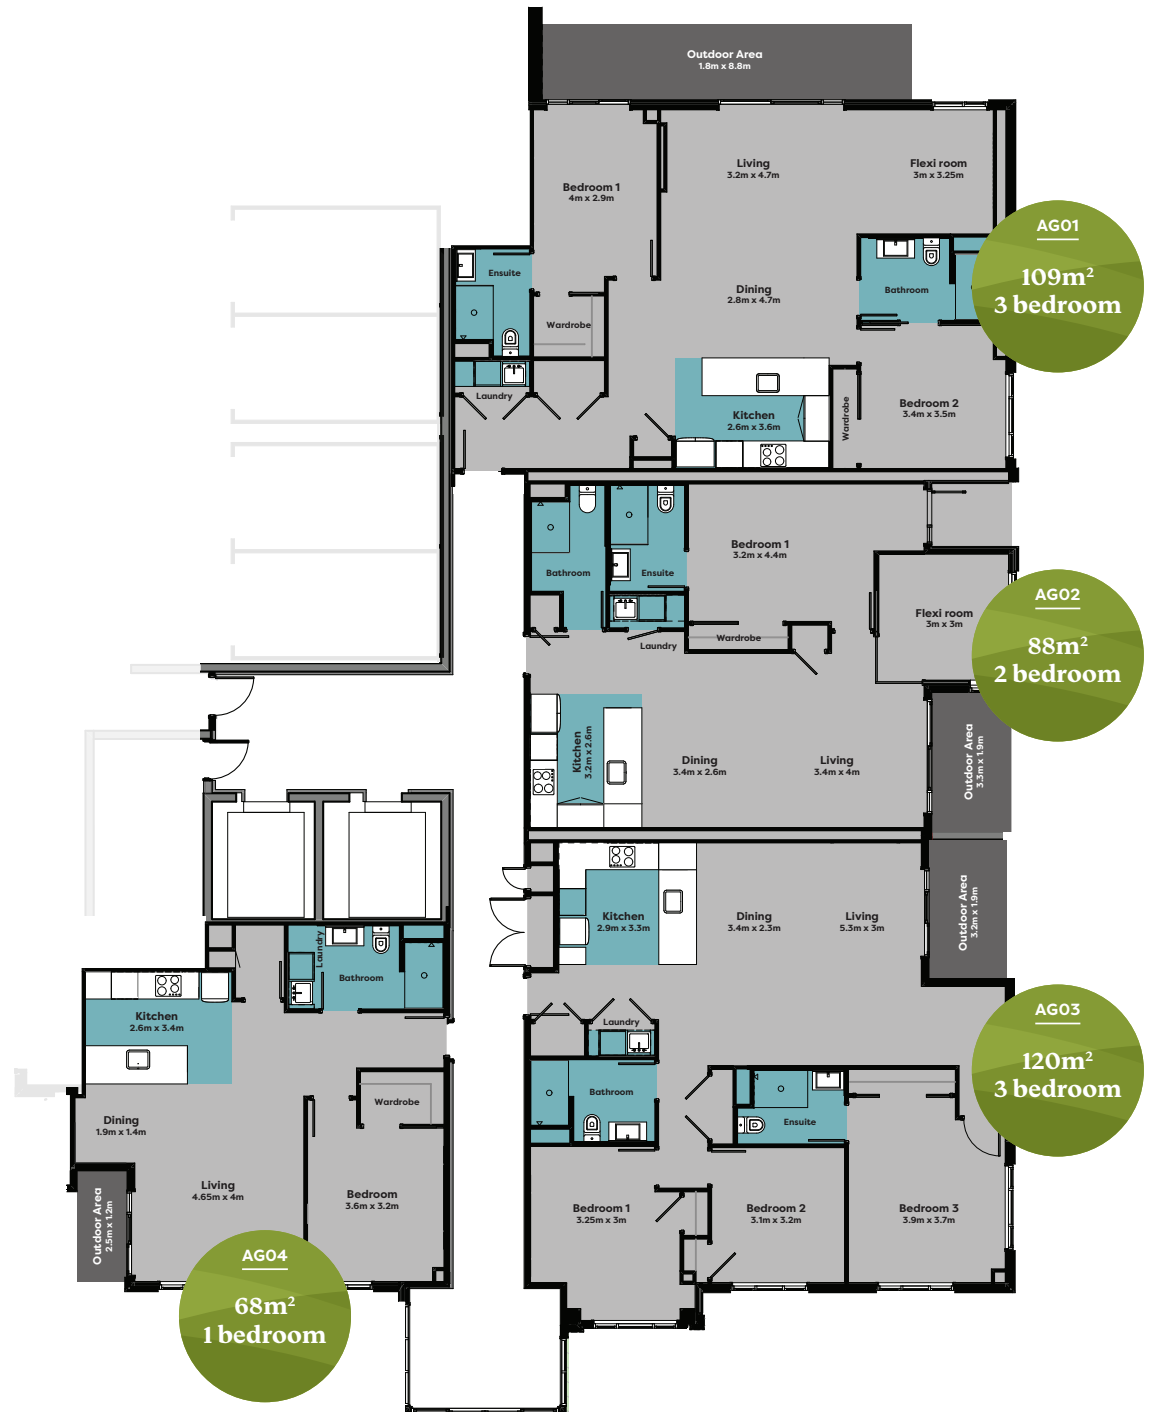 Outdoor Area
1.8m x 8.8m
Living
3.2m x 4.7m
Flexi room
3m x 3.25m
Bedroom 1
4m x 2.9m
AG01
109m²
3 bedroom
Ensuite
Dining
2.8m x 4.7m
Bathroom
Wardrobe
Laundry
Kitchen
2.6m x 3.6m
Wardrobe
Bedroom 2
3.4m x 3.5m
Bedroom 1
3.2m x 4.4m
Bathroom
Ensuite
AG02
88m²
2 bedroom
Flexi room
3m x 3m
Wardrobe
Laundry
Kitchen
3.2m x 2.6m
Dining
3.4m x 2.6m
Living
3.4m x 4m
Outdoor Area
3.3m x 1.9m
Kitchen
2.9m x 3.3m
Dining
3.4m x 2.3m
Living
5.3m x 3m
Outdoor Area
3.2m x 1.9m
Laundry
AG03
120m²
3 bedroom
Bathroom
Ensuite
Bedroom 1
3.25m x 3m
Bedroom 2
3.1m x 3.2m
Bedroom 3
3.9m x 3.7m
Laundry
Bathroom
Kitchen
2.6m x 3.4m
Wardrobe
Dining
1.9m x 1.4m
Living
4.65m x 4m
Bedroom
3.6m x 3.2m
Outdoor Area
2.5m x 1.2m
AG04
68m²
1 bedroom